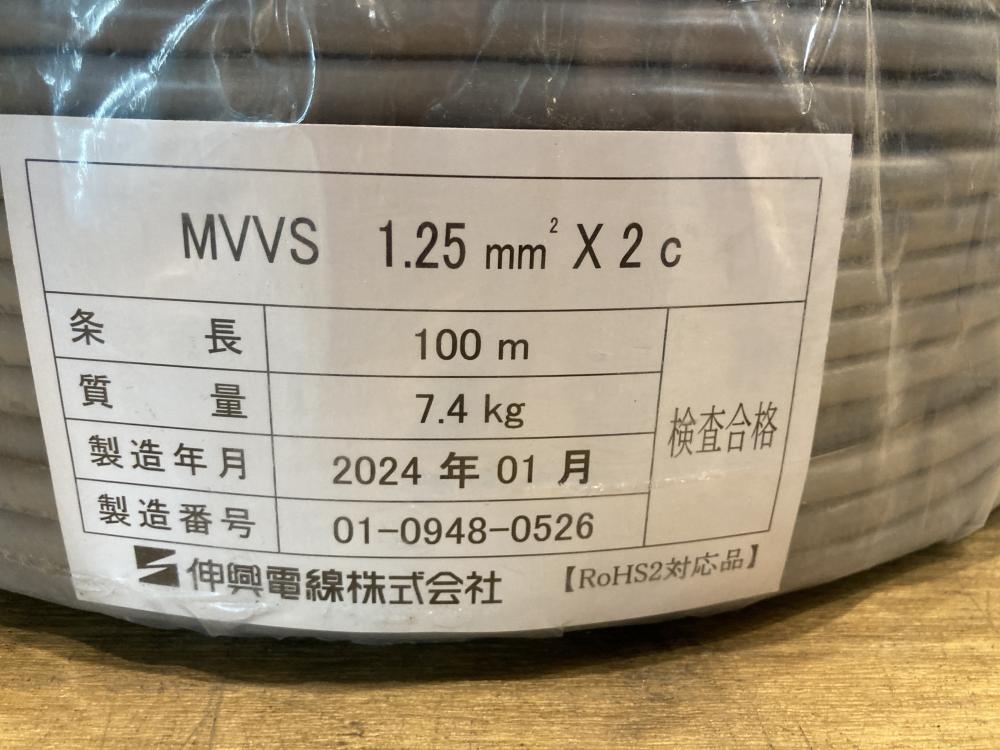 MVVS 1.25 mm² X 2 c
条長 100 m
質量 7.4 kg
製造年月 2024 年 01 月
製造番号 01-0948-0526
検査合格
伸興電線株式会社 【RoHS2対応品】